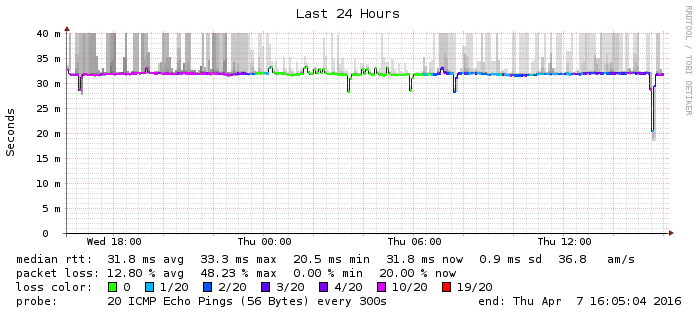 Last 24 Hours
RRDTOOL / TOBI OETIKER
Seconds
40 m
35 m
30 m
25 m
20 m
15 m
10 m
5 m
0
Wed 18:00 Thu 00:00 Thu 06:00 Thu 12:00
median rtt: 31.8 ms avg 33.3 ms max 20.5 ms min 31.8 ms now 0.9 ms sd 36.8 am/s
packet loss: 12.80 % avg 48.23 % max 0.00 % min 20.00 % now
loss color: 0 1/20 2/20 3/20 4/20 10/20 19/20
probe: 20 ICMP Echo Pings (56 Bytes) every 300s end: Thu Apr 7 16:05:04 2016